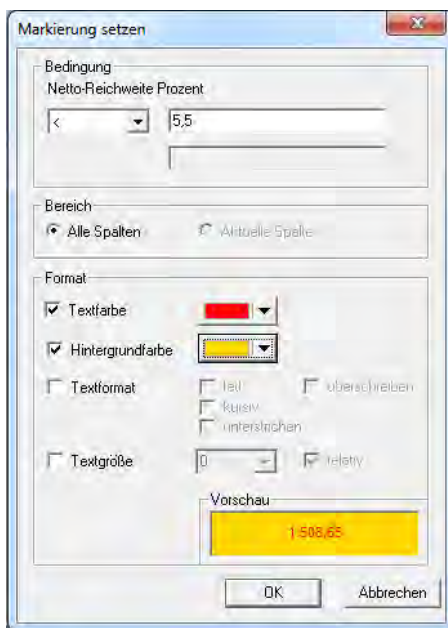 Markierung setzen
Bedingung
Netto-Reichweite Prozent
< 5,5
Bereich
Alle Spalten Aktuelle Spalte
Format
Textfarbe
Hintergrundfarbe
Textformat fett überschreiben
kursiv
unterstrichen
Textgröße 0 relativ
Vorschau
1.508,65
OK Abbrechen